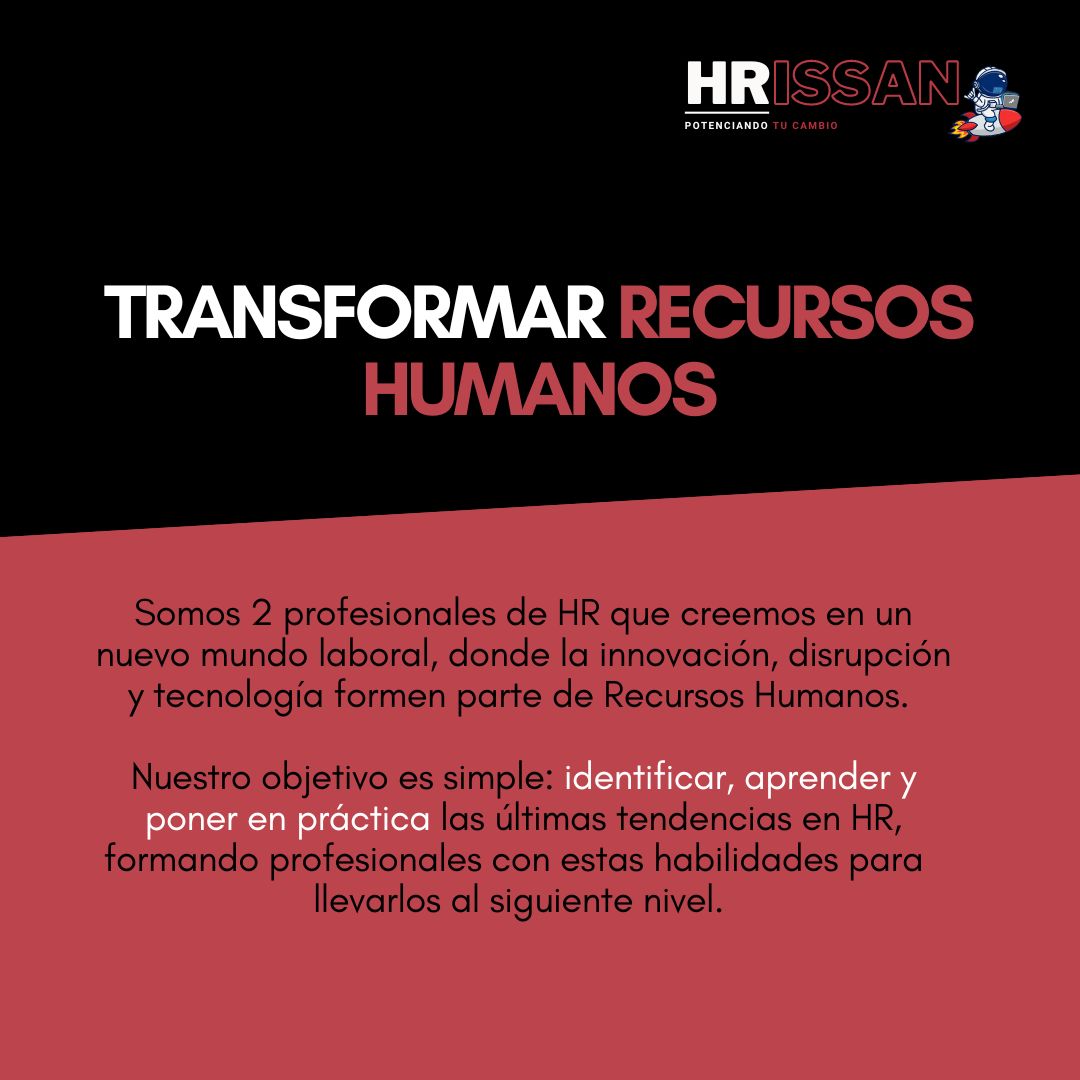 HRISSAN
POTENCIANDO TU CAMBIO
TRANSFORMAR RECURSOS
HUMANOS
Somos 2 profesionales de HR que creemos en un
nuevo mundo laboral, donde la innovación, disrupción
y tecnología formen parte de Recursos Humanos.
Nuestro objetivo es simple: identificar, aprender y
poner en práctica las últimas tendencias en HR,
formando profesionales con estas habilidades para
llevarlos al siguiente nivel.